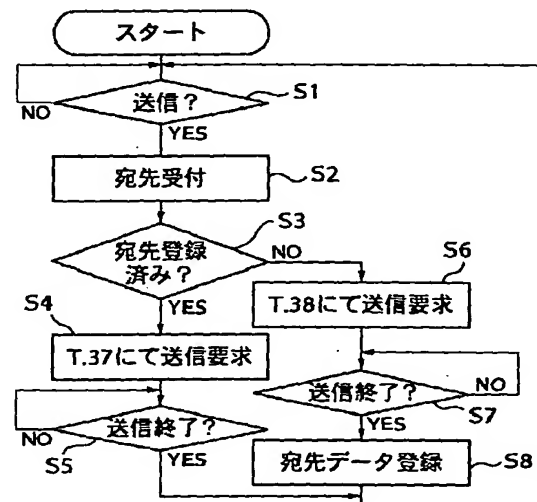 スタート
送信？
S1
NO
YES
宛先受付
S2
宛先登録
済み？
S3
NO
YES
S4
T.37にて送信要求
S6
T.38にて送信要求
送信終了？
NO
S5
YES
送信終了？
NO
S7
YES
宛先データ登録
S8